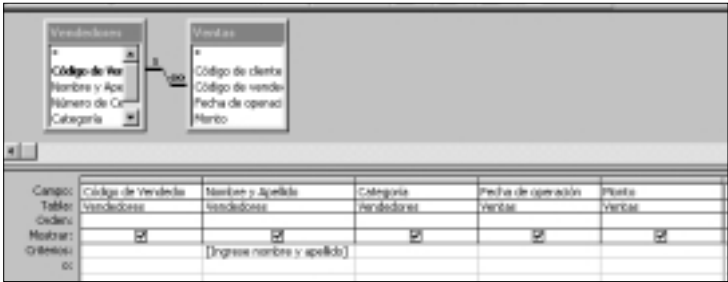 Vendedores
*
Código de Ven
Nombre y Ape
Número de Ce
Categoría
1
∞
Ventas
*
Código de cliente
Código de vende
Fecha de operaci
Monto
Campo: Código de Vendedo Nombre y Apellido Categoría Fecha de operación Monto
Tabla: Vendedores Vendedores Vendedores Ventas Ventas
Orden:
Mostrar:
Criterios: [Ingrese nombre y apellido]
o: